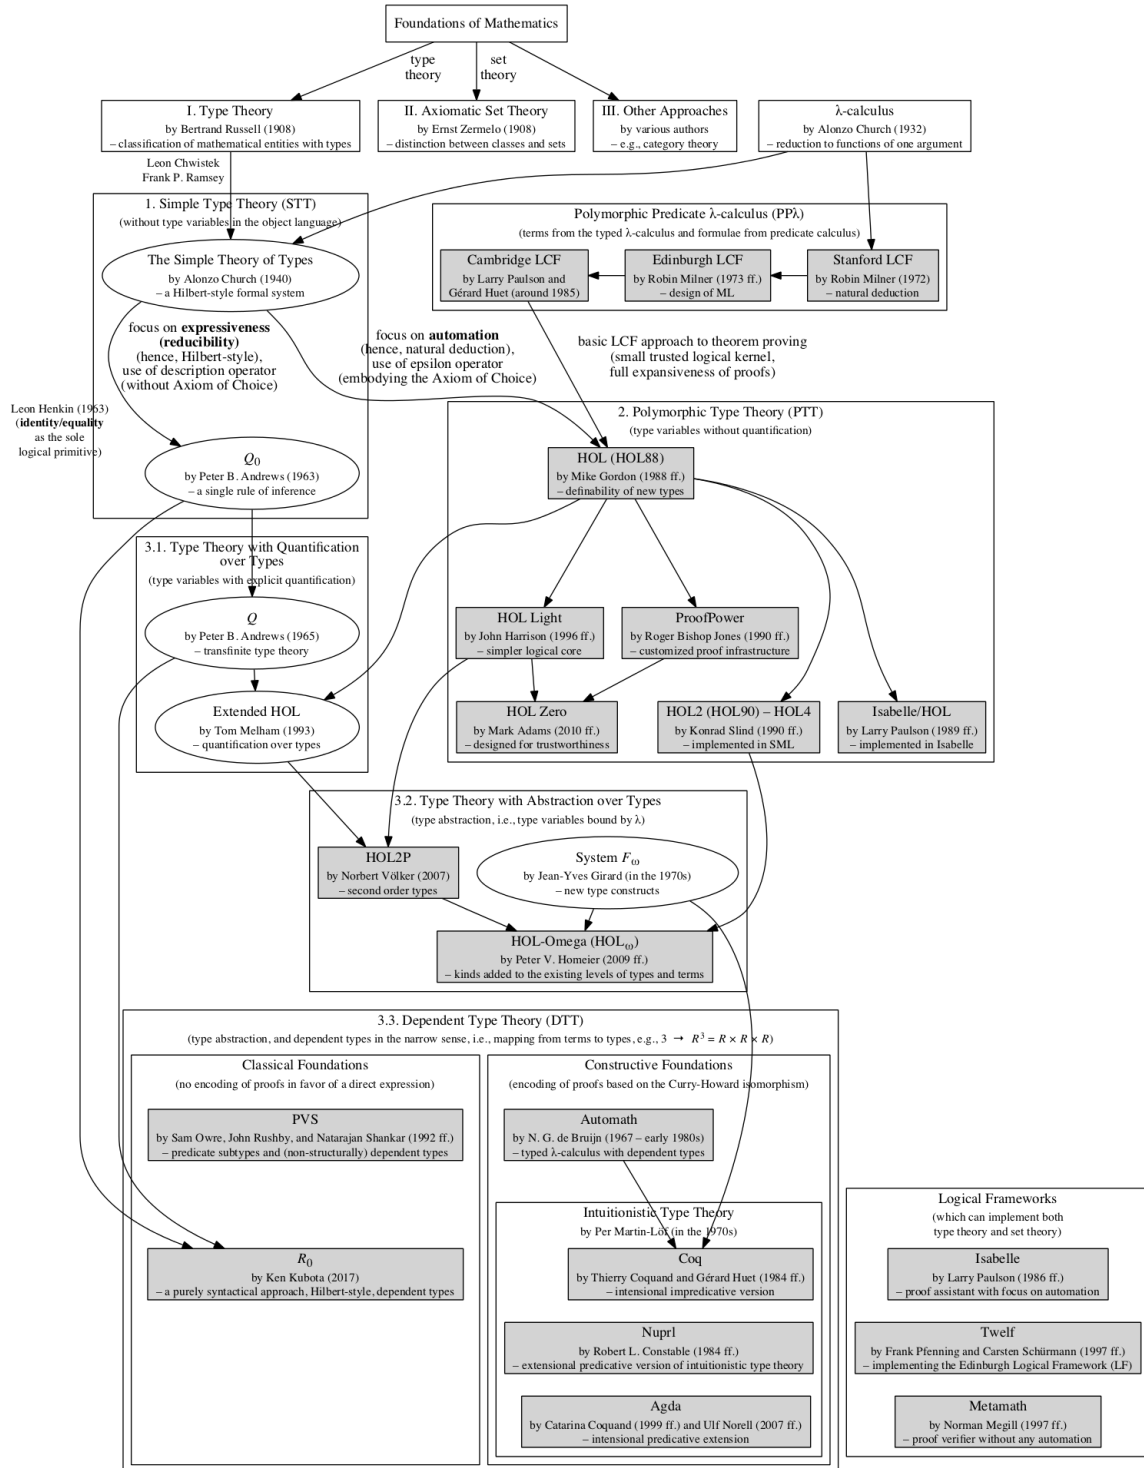 Foundations of Mathematics
type
theory
set
theory
I. Type Theory
by Bertrand Russell (1908)
– classification of mathematical entities with types
II. Axiomatic Set Theory
by Ernst Zermelo (1908)
– distinction between classes and sets
III. Other Approaches
by various authors
– e.g., category theory
λ-calculus
by Alonzo Church (1932)
– reduction to functions of one argument
Leon Chwistek
Frank P. Ramsey
1. Simple Type Theory (STT)
(without type variables in the object language)
The Simple Theory of Types
by Alonzo Church (1940)
– a Hilbert-style formal system
Polymorphic Predicate λ-calculus (PPλ)
(terms from the typed λ-calculus and formulae from predicate calculus)
Cambridge LCF
by Larry Paulson and
Gérard Huet (around 1985)
Edinburgh LCF
by Robin Milner (1973 ff.)
– design of ML
Stanford LCF
by Robin Milner (1972)
– natural deduction
focus on expressiveness
(reducibility)
(hence, Hilbert-style),
use of description operator
(without Axiom of Choice)
focus on automation
(hence, natural deduction),
use of epsilon operator
(embodying the Axiom of Choice)
basic LCF approach to theorem proving
(small trusted logical kernel,
full expansiveness of proofs)
Leon Henkin (1963)
(identity/equality
as the sole
logical primitive)
Q0
by Peter B. Andrews (1963)
– a single rule of inference
2. Polymorphic Type Theory (PTT)
(type variables without quantification)
HOL (HOL88)
by Mike Gordon (1988 ff.)
– definability of new types
3.1. Type Theory with Quantification
over Types
(type variables with explicit quantification)
Q
by Peter B. Andrews (1965)
– transfinite type theory
Extended HOL
by Tom Melham (1993)
– quantification over types
HOL Light
by John Harrison (1996 ff.)
– simpler logical core
ProofPower
by Roger Bishop Jones (1990 ff.)
– customized proof infrastructure
HOL Zero
by Mark Adams (2010 ff.)
– designed for trustworthiness
HOL2 (HOL90) – HOL4
by Konrad Slind (1990 ff.)
– implemented in SML
Isabelle/HOL
by Larry Paulson (1989 ff.)
– implemented in Isabelle
3.2. Type Theory with Abstraction over Types
(type abstraction, i.e., type variables bound by λ)
HOL2P
by Norbert Völker (2007)
– second order types
System Fω
by Jean-Yves Girard (in the 1970s)
– new type constructs
HOL-Omega (HOLω)
by Peter V. Homeier (2009 ff.)
– kinds added to the existing levels of types and terms
3.3. Dependent Type Theory (DTT)
(type abstraction, and dependent types in the narrow sense, i.e., mapping from terms to types, e.g., 3 → R³ = R × R × R)
Classical Foundations
(no encoding of proofs in favor of a direct expression)
PVS
by Sam Owre, John Rushby, and Natarajan Shankar (1992 ff.)
– predicate subtypes and (non-structurally) dependent types
R0
by Ken Kubota (2017)
– a purely syntactical approach, Hilbert-style, dependent types
Constructive Foundations
(encoding of proofs based on the Curry-Howard isomorphism)
Automath
by N. G. de Bruijn (1967 – early 1980s)
– typed λ-calculus with dependent types
Intuitionistic Type Theory
by Per Martin-Löf (in the 1970s)
Coq
by Thierry Coquand and Gérard Huet (1984 ff.)
– intensional impredicative version
Nuprl
by Robert L. Constable (1984 ff.)
– extensional predicative version of intuitionistic type theory
Agda
by Catarina Coquand (1999 ff.) and Ulf Norell (2007 ff.)
– intensional predicative extension
Logical Frameworks
(which can implement both
type theory and set theory)
Isabelle
by Larry Paulson (1986 ff.)
– proof assistant with focus on automation
Twelf
by Frank Pfenning and Carsten Schürmann (1997 ff.)
– implementing the Edinburgh Logical Framework (LF)
Metamath
by Norman Megill (1997 ff.)
– proof verifier without any automation